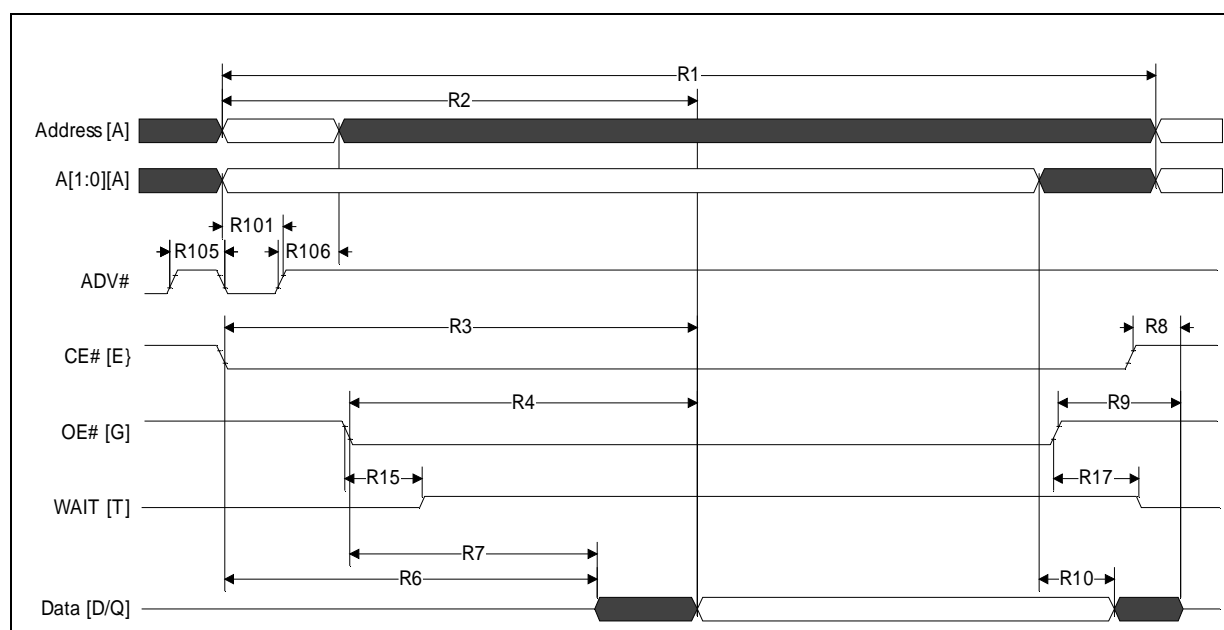 R1
R2
Address [A]
A[1:0][A]
R101
R105
R106
ADV#
R3
R8
CE# [E}
R4
R9
OE# [G]
R15
R17
WAIT [T]
R7
R6
R10
Data [D/Q]